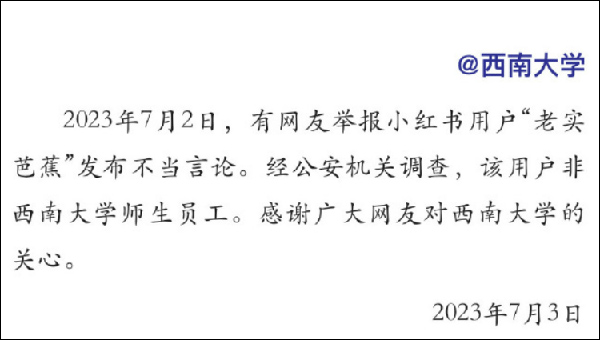 @西南大学
2023年7月2日，有网友举报小红书用户“老实
芭蕉”发布不当言论。经公安机关调查，该用户非
西南大学师生员工。感谢广大网友对西南大学的
关心。
2023年7月3日